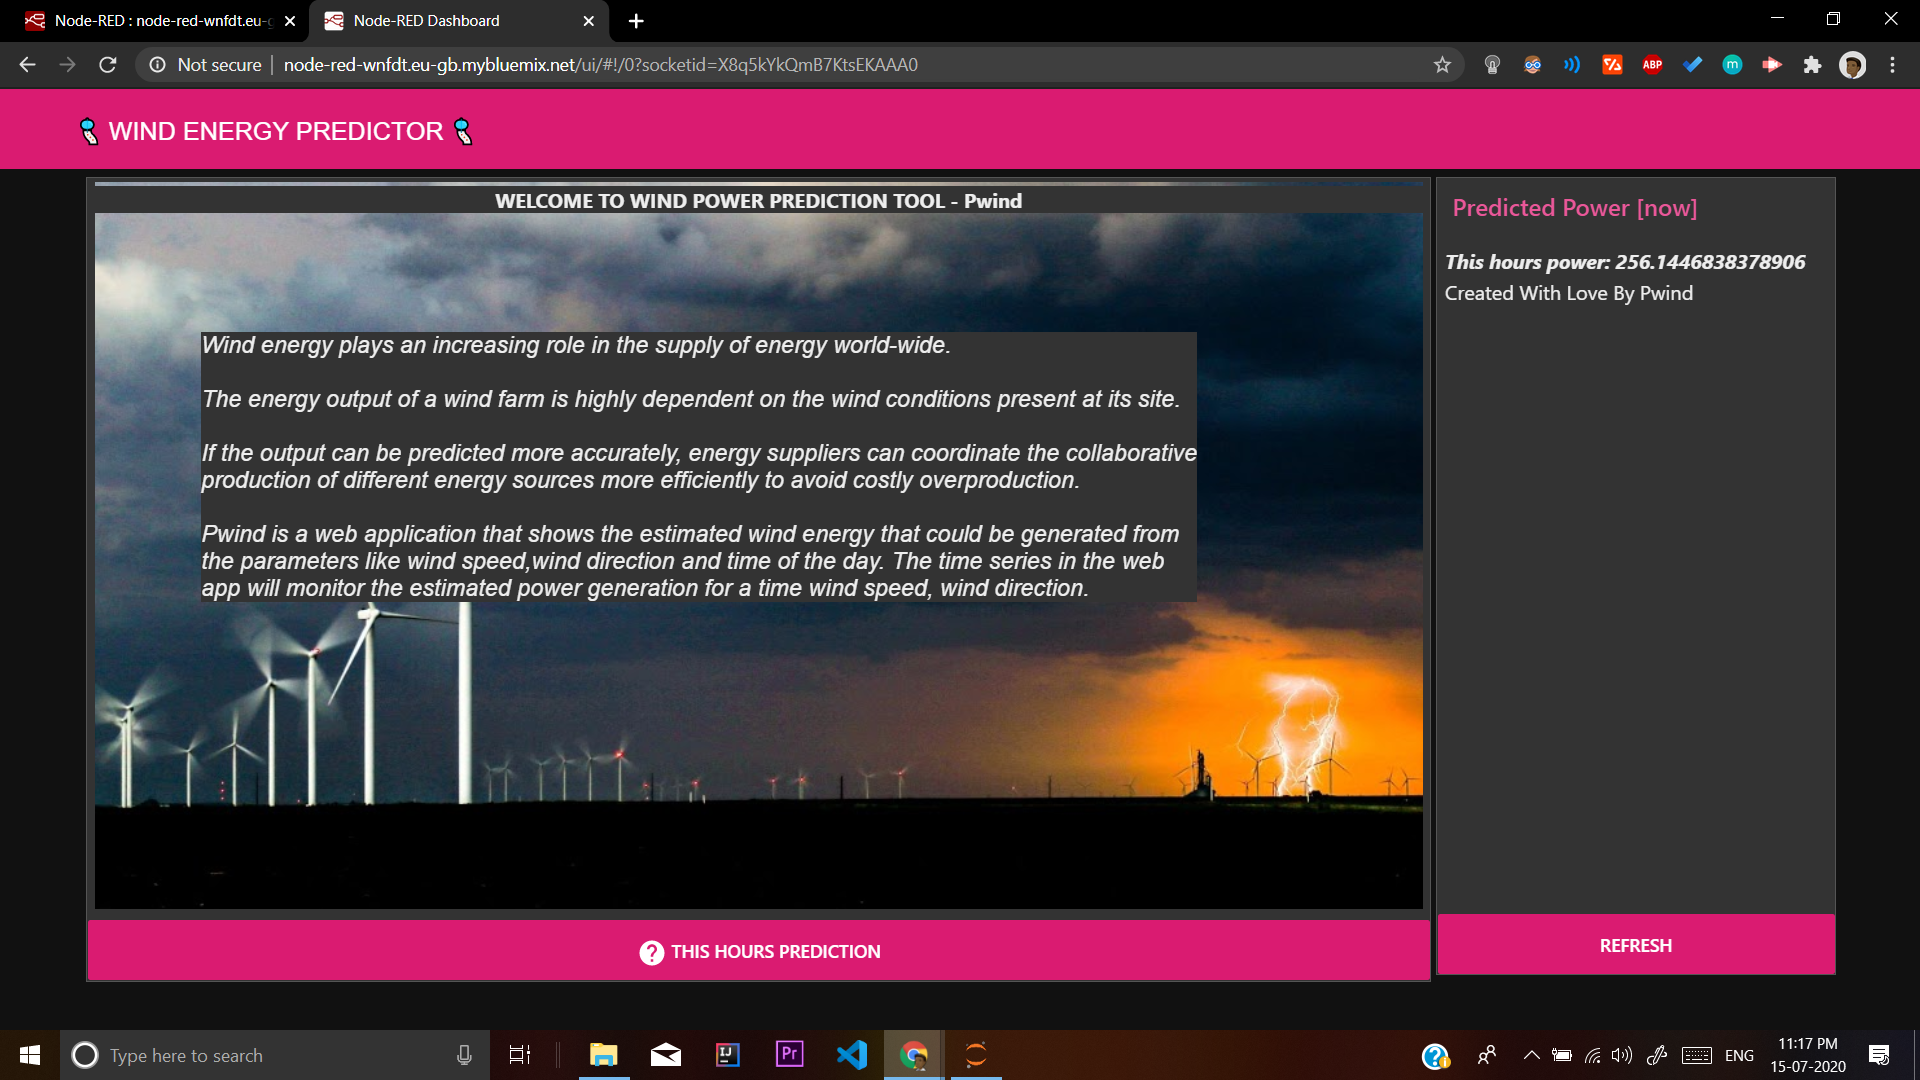 Node-RED : node-red-wnfdt.eu-g
Node-RED Dashboard
Not secure
node-red-wnfdt.eu-gb.mybluemix.net/ui/#!/0?socketid=X8q5kYkQmB7KtsEKAAA0
ABP
m
WIND ENERGY PREDICTOR
WELCOME TO WIND POWER PREDICTION TOOL - Pwind
Wind energy plays an increasing role in the supply of energy world-wide.
The energy output of a wind farm is highly dependent on the wind conditions present at its site.
If the output can be predicted more accurately, energy suppliers can coordinate the collaborative
production of different energy sources more efficiently to avoid costly overproduction.
Pwind is a web application that shows the estimated wind energy that could be generated from
the parameters like wind speed,wind direction and time of the day. The time series in the web
app will monitor the estimated power generation for a time wind speed, wind direction.
THIS HOURS PREDICTION
Predicted Power [now]
This hours power: 256.1446838378906
Created With Love By Pwind
REFRESH
Type here to search
IJ
Pr
ENG
11:17 PM
15-07-2020